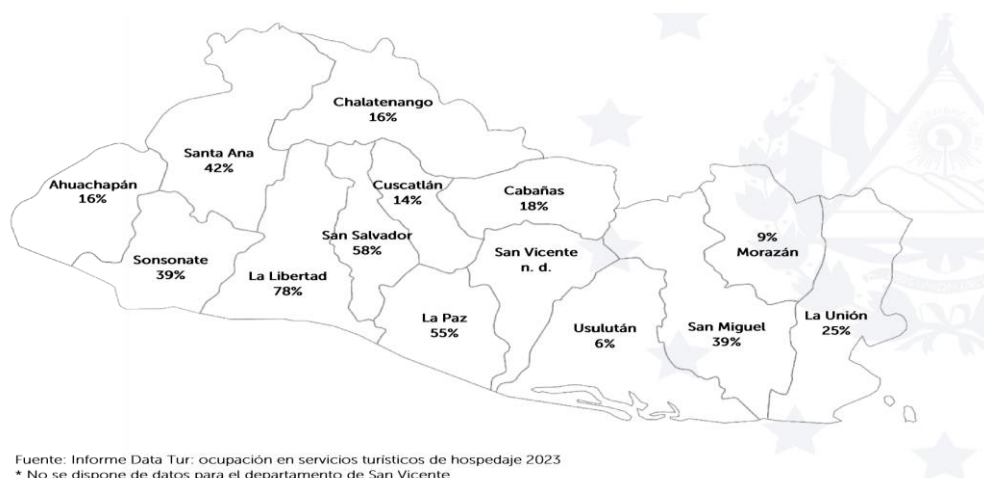 Chalatenango
16%
Santa Ana
42%
Ahuachapán
16%
Cuscatlán
14%
Cabañas
18%
San Salvador
58%
San Vicente
n. d.
9%
Morazán
Sonsonate
39%
La Libertad
78%
La Paz
55%
Usulután
6%
San Miguel
39%
La Unión
25%
Fuente: Informe Data Tur: ocupación en servicios turísticos de hospedaje 2023
* No se dispone de datos para el departamento de San Vicente